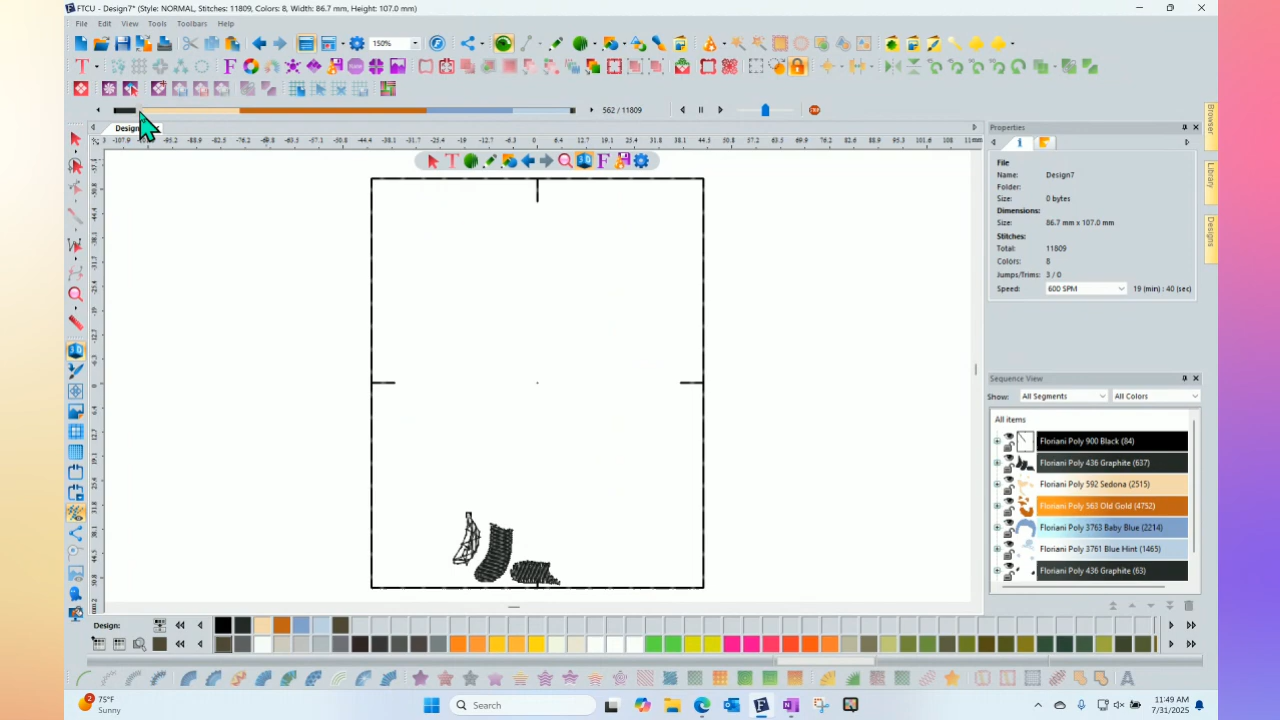 FTCU - Design7* (Style: NORMAL, Stitches: 11809, Colors: 8, Width: 86.7 mm, Height: 107.0 mm)
File Edit View Tools Toolbars Help
150%
562 / 11809
Design
Properties
File
Name: Design7
Folder:
Size: 0 bytes
Dimensions:
Size: 86.7 mm x 107.0 mm
Stitches:
Total: 11809
Colors: 8
Jumps/Trims: 3 / 0
Speed: 600 SPM 19 (min) : 40 (sec)
Browser
Library
Designs
Sequence View
Show: All Segments All Colors
All items
Floriani Poly 900 Black (84)
Floriani Poly 436 Graphite (637)
Floriani Poly 592 Sedona (2515)
Floriani Poly 563 Old Gold (4752)
Floriani Poly 3763 Baby Blue (2214)
Floriani Poly 3761 Blue Hint (1465)
Floriani Poly 436 Graphite (63)
Design:
75°F
Sunny
Search
11:49 AM
7/31/2025